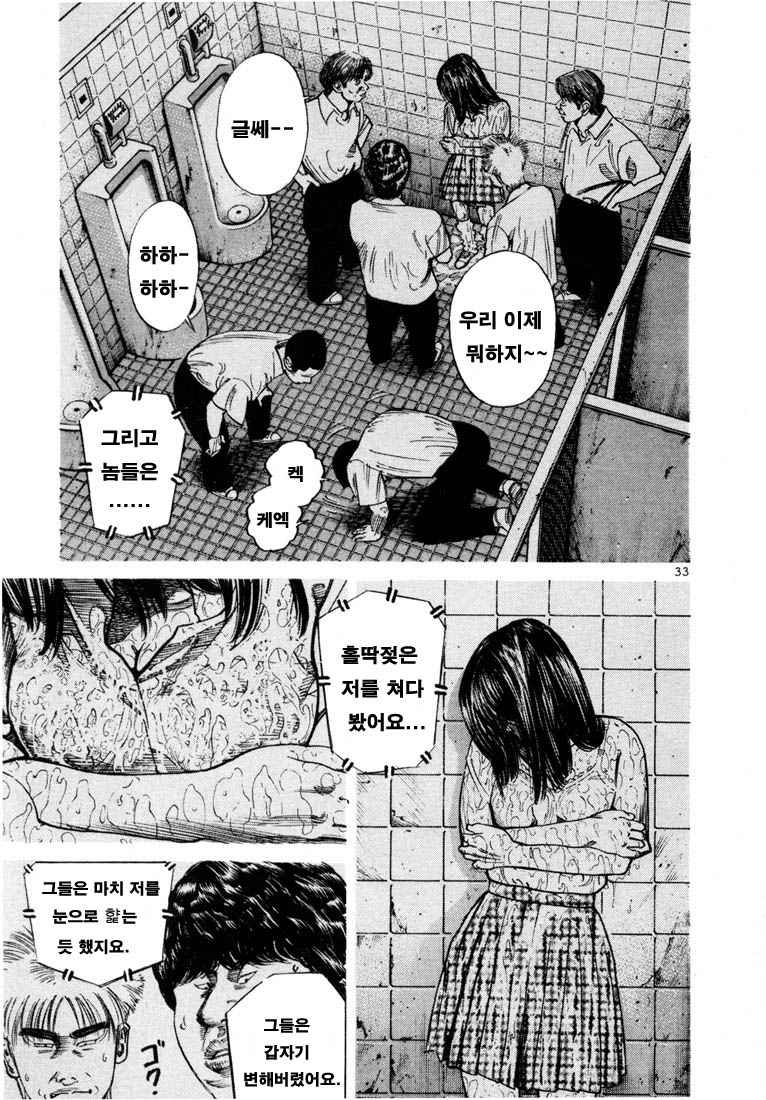 글쎄--
하하-
하하-
우리 이제
뭐하지~~
그리고
놈들은
......
켁
케엑
33
홀딱젖은
저를 쳐다
봤어요...
그들은 마치 저를
눈으로 핥는
듯 했지요.
그들은
갑자기
변해버렸어요.
ゴク?